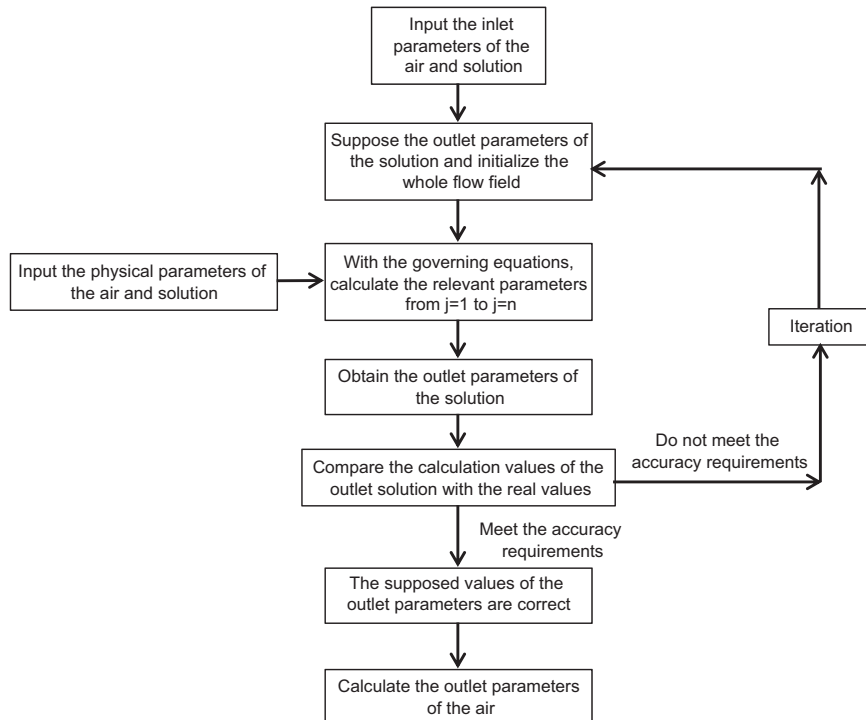 Input the inlet
parameters of the
air and solution
Suppose the outlet parameters of
the solution and initialize the
whole flow field
Input the physical parameters of
the air and solution
With the governing equations,
calculate the relevant parameters
from j=1 to j=n
Iteration
Obtain the outlet parameters of
the solution
Do not meet the
accuracy requirements
Compare the calculation values of the
outlet solution with the real values
Meet the accuracy
requirements
The supposed values of the
outlet parameters are correct
Calculate the outlet parameters
of the air